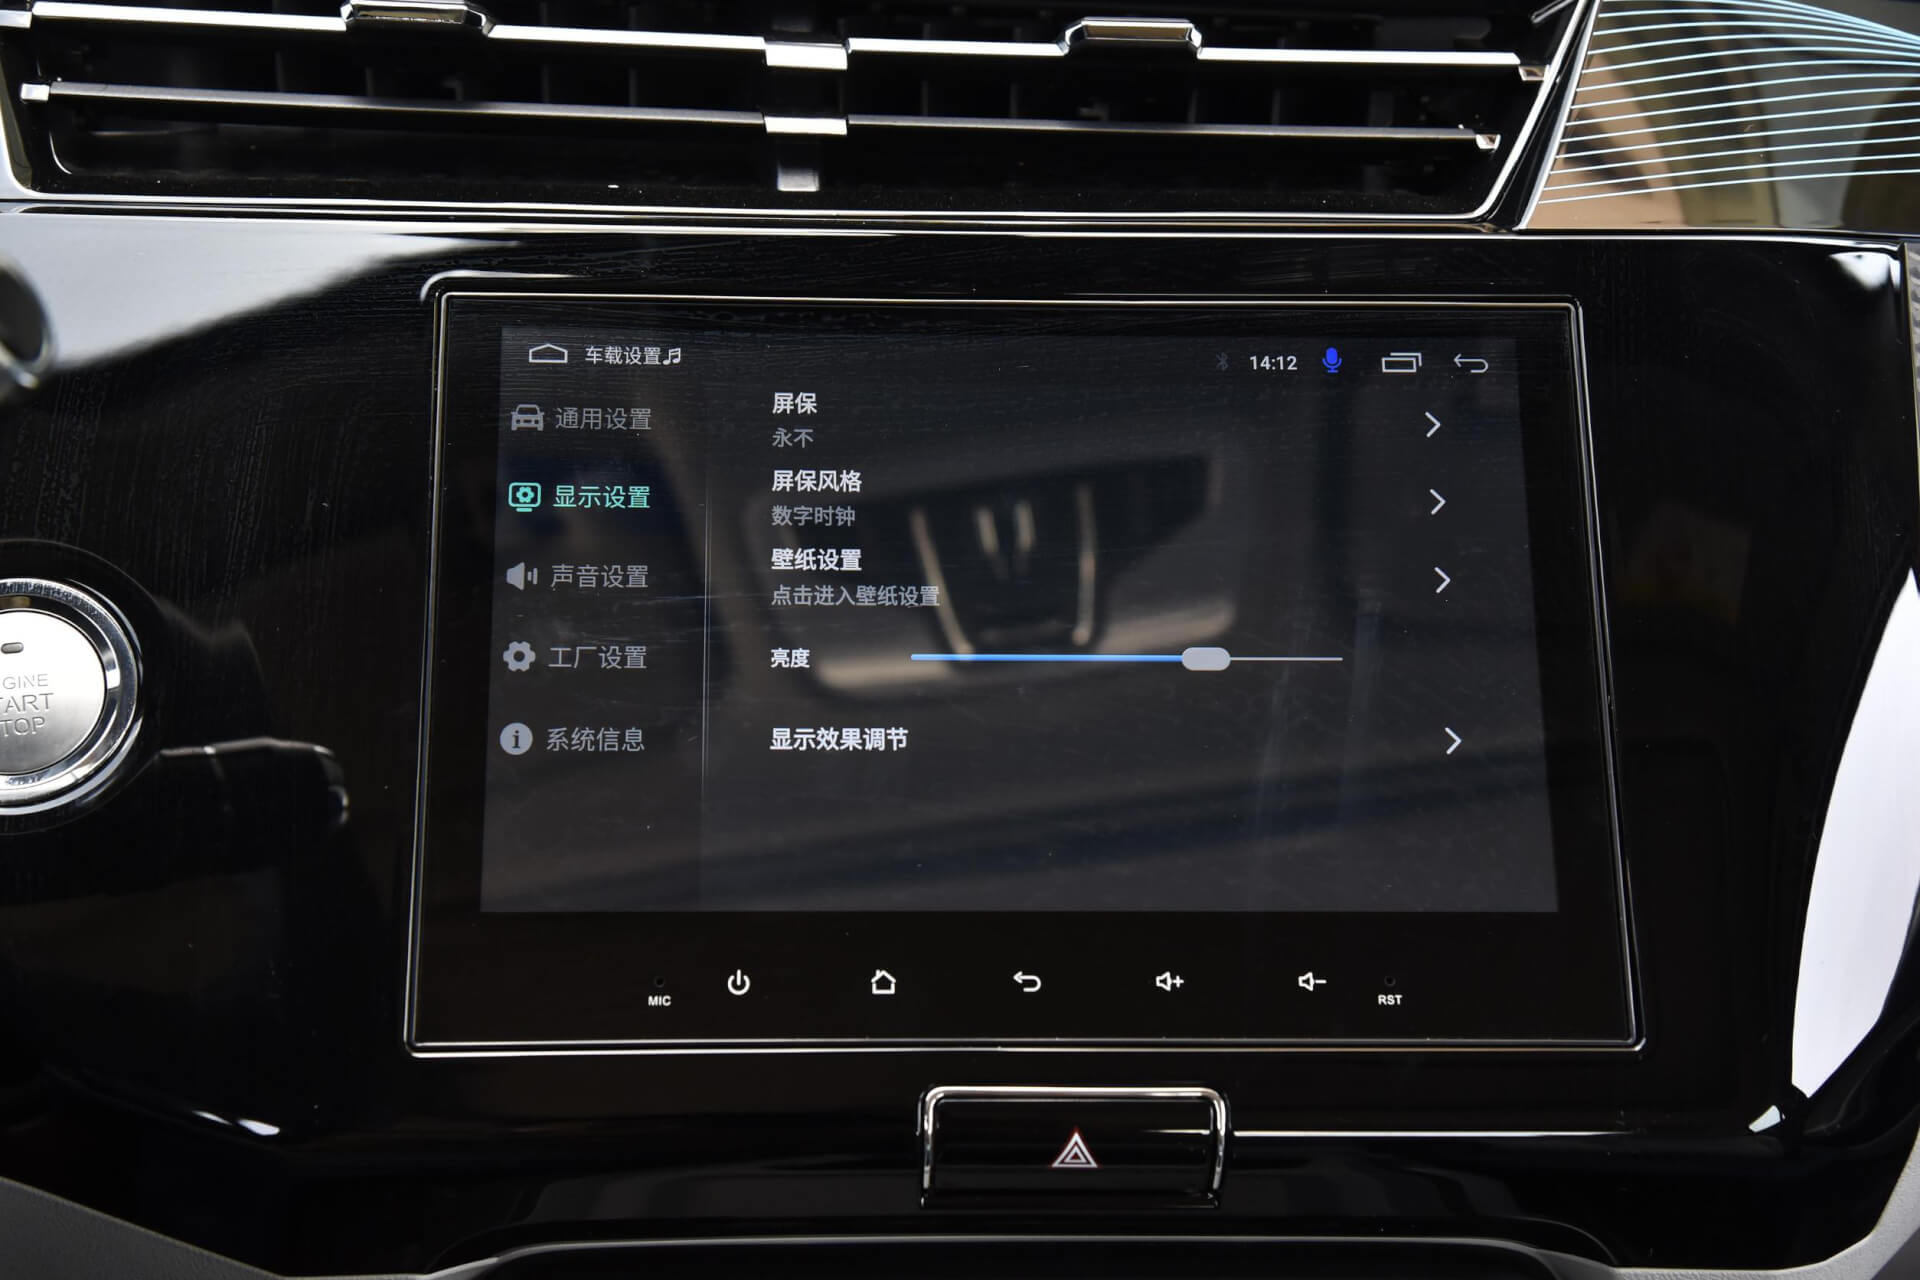 车载设置
14:12
通用设置
显示设置
声音设置
工厂设置
系统信息
屏保
永不
屏保风格
数字时钟
壁纸设置
点击进入壁纸设置
亮度
显示效果调节
GINE
TART
TOP
MIC
RST